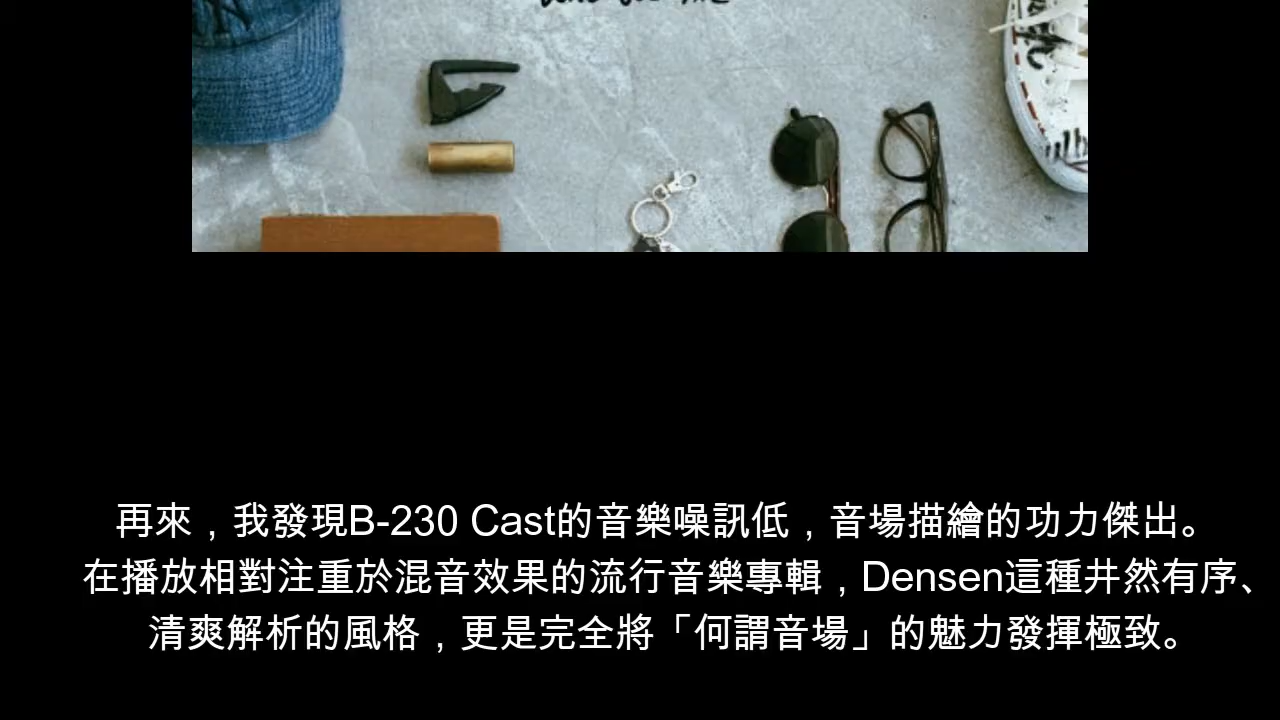 再來，我發現B-230 Cast的音樂噪訊低，音場描繪的功力傑出。
在播放相對注重於混音效果的流行音樂專輯，Densen這種井然有序、
清爽解析的風格，更是完全將「何謂音場」的魅力發揮極致。